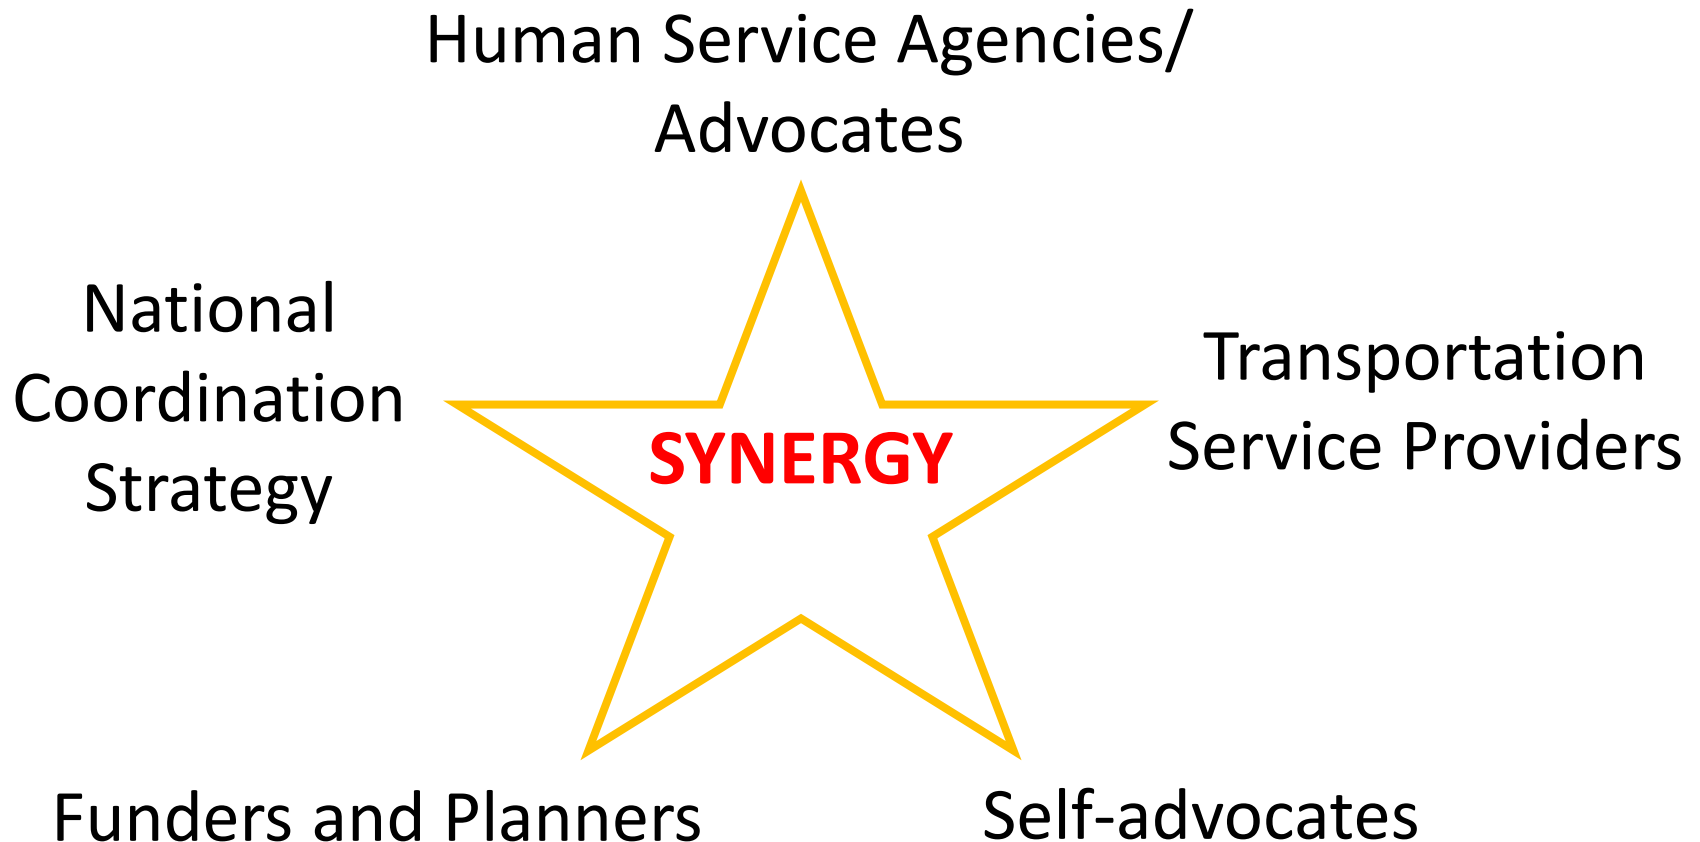 Human Service Agencies/
Advocates
National
Coordination
Strategy
Transportation
Service Providers
SYNERGY
Funders and Planners
Self-advocates